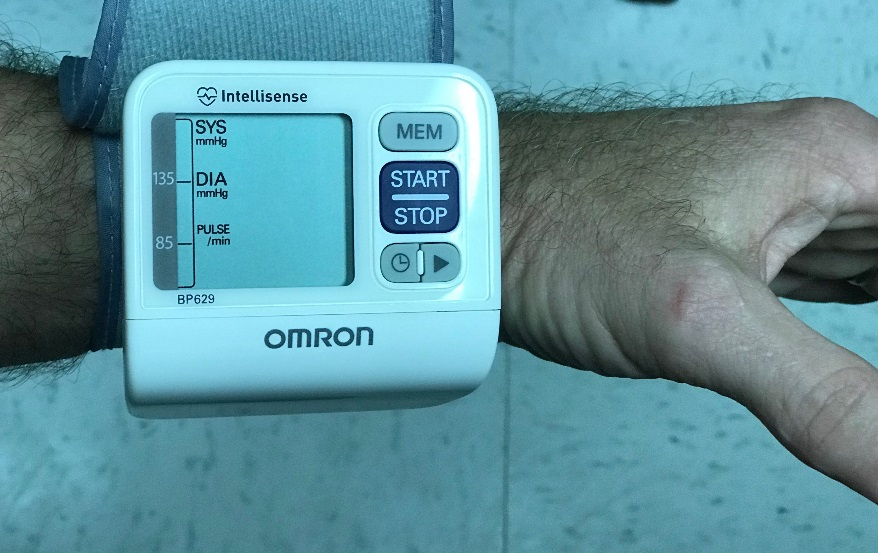 Intellisense
SYS
mmHg
135
DIA
mmHg
85
PULSE
/min
MEM
START
STOP
BP629
OMRON